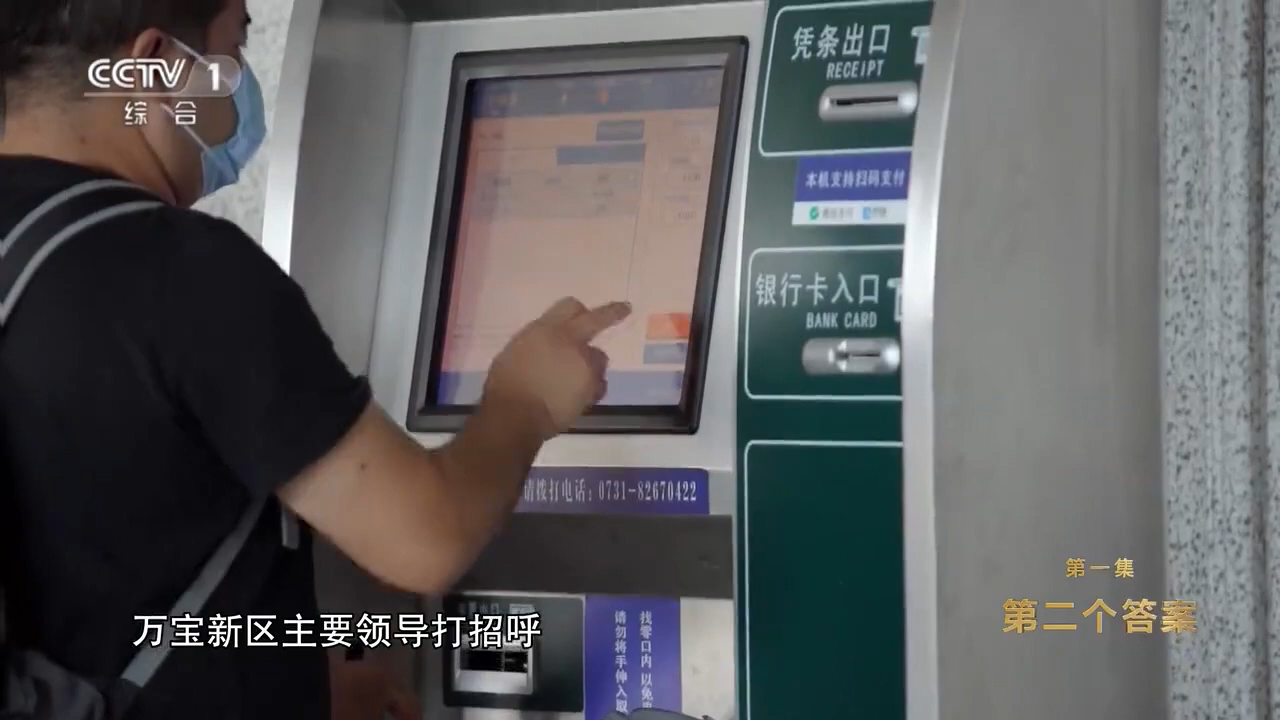 CCTV 1
综合
凭条出口
RECEIPT
本机支持扫码支付
银行卡入口
BANK CARD
请拨打电话：0731-82670422
找零口内 以免
请勿将手伸入取
第一集
第二个答案
万宝新区主要领导打招呼